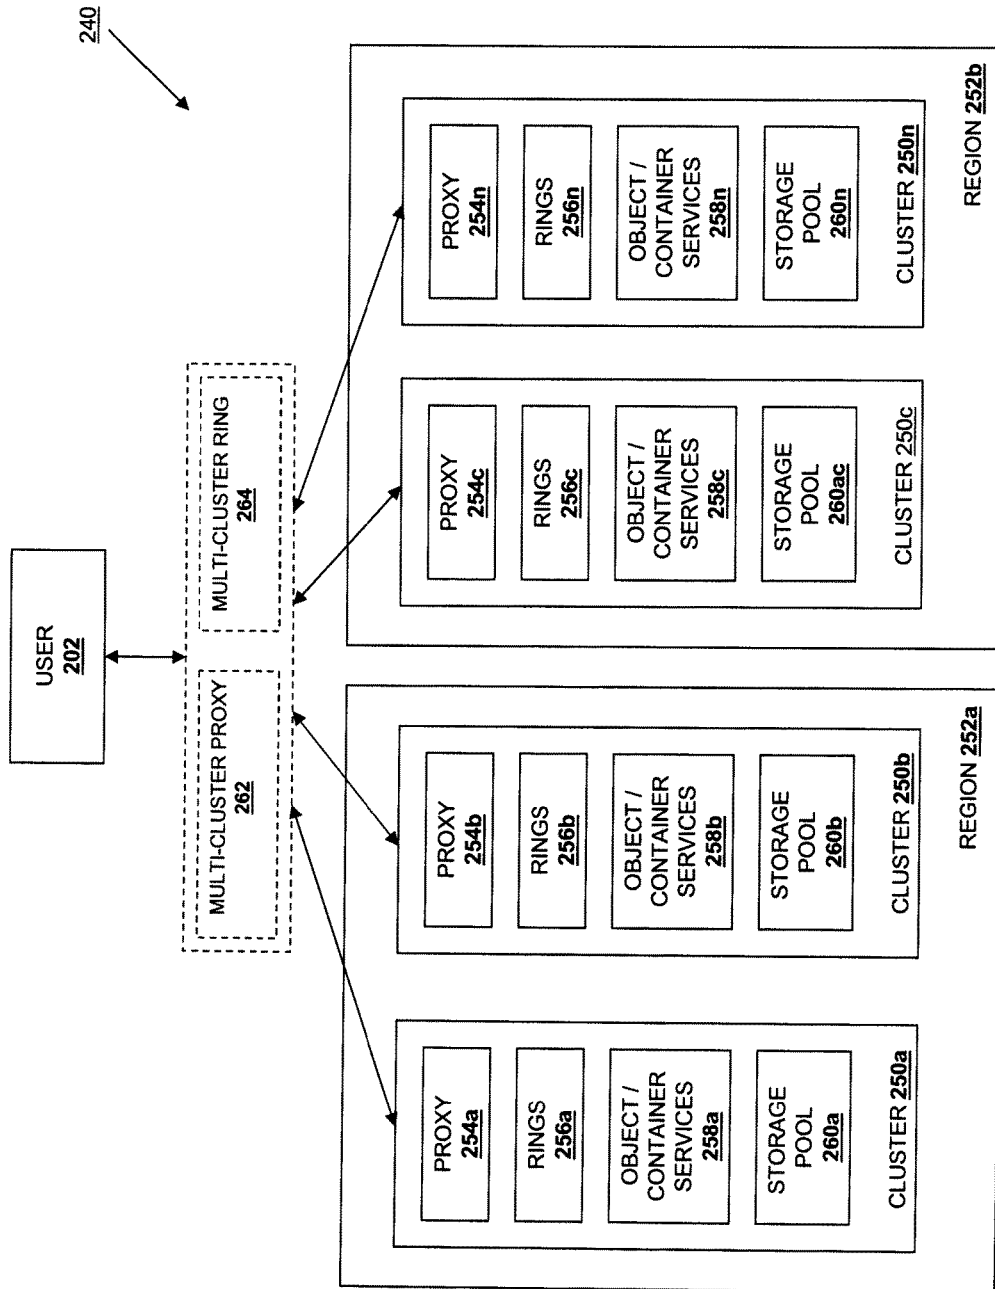 240
USER
202
MULTI-CLUSTER PROXY
262
MULTI-CLUSTER RING
264
PROXY
254a
RINGS
256a
OBJECT /
CONTAINER
SERVICES
258a
STORAGE
POOL
260a
CLUSTER 250a
PROXY
254b
RINGS
256b
OBJECT /
CONTAINER
SERVICES
258b
STORAGE
POOL
260b
CLUSTER 250b
REGION 252a
PROXY
254c
RINGS
256c
OBJECT /
CONTAINER
SERVICES
258c
STORAGE
POOL
260ac
CLUSTER 250c
PROXY
254n
RINGS
256n
OBJECT /
CONTAINER
SERVICES
258n
STORAGE
POOL
260n
CLUSTER 250n
REGION 252b